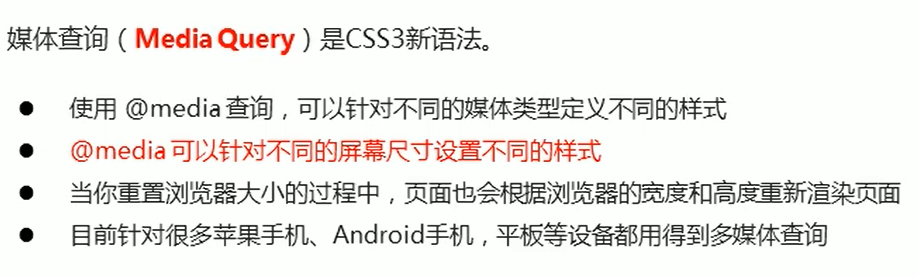 媒体查询（Media Query）是CSS3新语法。
● 使用 @media 查询，可以针对不同的媒体类型定义不同的样式
● @media 可以针对不同的屏幕尺寸设置不同的样式
● 当你重置浏览器大小的过程中，页面也会根据浏览器的宽度和高度重新渲染页面
● 目前针对很多苹果手机、Android手机，平板等设备都用得到多媒体查询